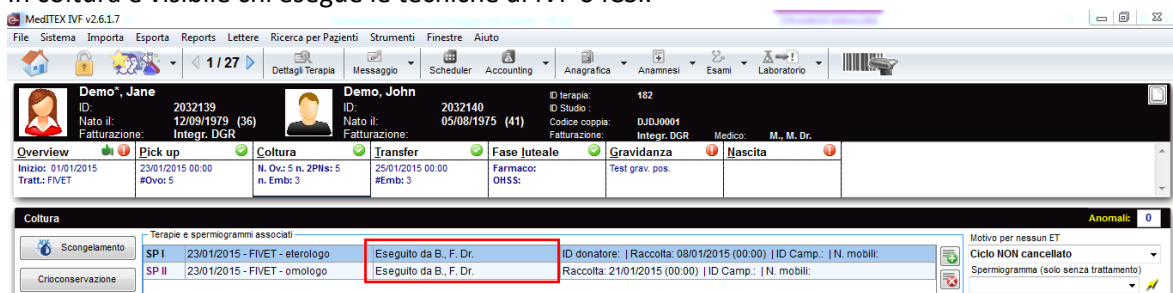 in coltura è visibile chi esegue le tecniche di IVF o ICSI.
MedITEX IVF v2.6.1.7
File Sistema Importa Esporta Reports Lettere Ricerca per Pazienti Strumenti Finestre Aiuto
1 / 27 Dettagli Terapia Messaggio Scheduler Accounting Anagrafica Anamnesi Esami Laboratorio
Demo*, Jane Demo, John ID terapia: 182
ID: 2032139 ID: 2032140 ID Studio :
Nato il: 12/09/1979 (36) Nato il: 05/08/1975 (41) Codice coppia: DJDJ0001
Fatturazione: Integr. DGR Fatturazione: Fatturazione: Integr. DGR Medico: M., M. Dr.
Overview Pick up Coltura Transfer Fase luteale Gravidanza Nascita
Inizio: 01/01/2015 23/01/2015 00:00 N. Ov.: 5 n. 2PNs: 5 25/01/2015 00:00 Farmaco: Test grav. pos.
Tratt.: FIVET #Ovo: 5 n. Emb: 3 #Emb: 3 OHSS:
Coltura Anomali: 0
Terapie e spermiogrammi associati Motivo per nessun ET
Scongelamento SP I 23/01/2015 - FIVET - eterologo Eseguito da B., F. Dr. ID donatore: | Raccolta: 08/01/2015 (00:00) | ID Camp.: | N. mobili: Ciclo NON cancellato
Crioconservazione SP II 23/01/2015 - FIVET - omologo Eseguito da B., F. Dr. Raccolta: 21/01/2015 (00:00) | ID Camp.: | N. mobili: Spermiogramma (solo senza trattamento)